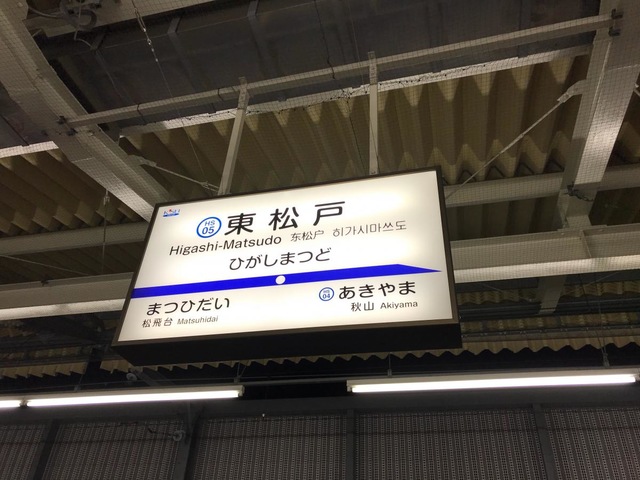 HS
05
東松戸
Higashi-Matsudo 东松户 히가시마쓰도
ひがしまつど
まつひだい
松飛台 Matsuhidai
HS
04
あきやま
秋山 Akiyama